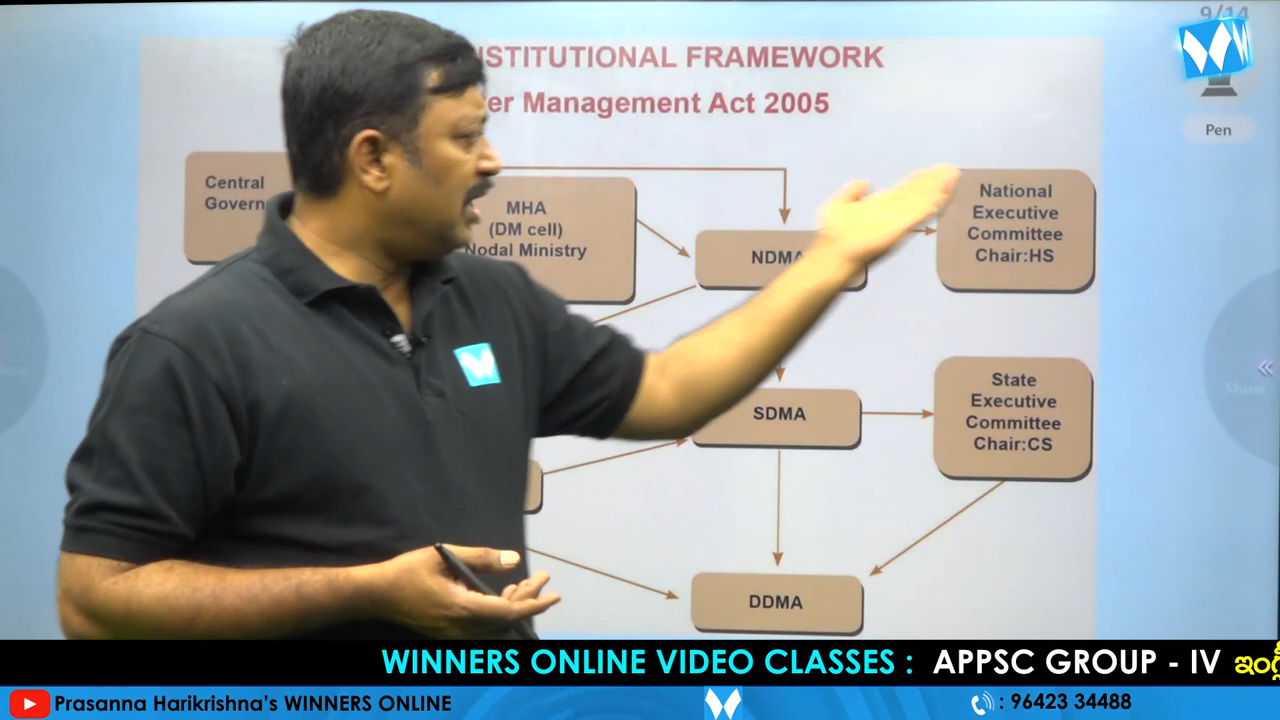 9/14
NSTITUTIONAL FRAMEWORK
er Management Act 2005
Pen
Central
Govern
MHA
(DM cell)
Nodal Ministry
NDMA
National
Executive
Committee
Chair:HS
SDMA
State
Executive
Committee
Chair:CS
Show
DDMA
WINNERS ONLINE VIDEO CLASSES : APPSC GROUP - IV
Prasanna Harikrishna's WINNERS ONLINE
: 96423 34488